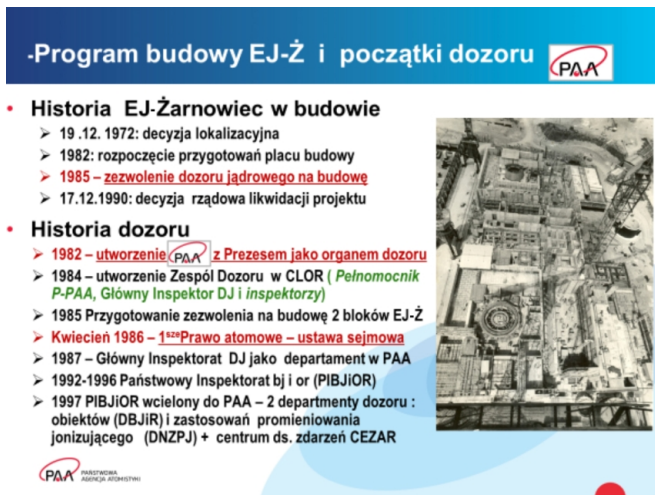 -Program budowy EJ-Ż i początki dozoru PAA
• Historia EJ-Żarnowiec w budowie
➢ 19 .12. 1972: decyzja lokalizacyjna
➢ 1982: rozpoczęcie przygotowań placu budowy
➢ 1985 – zezwolenie dozoru jądrowego na budowę
➢ 17.12.1990: decyzja rządowa likwidacji projektu
• Historia dozoru
➢ 1982 – utworzenie PAA z Prezesem jako organem dozoru
➢ 1984 – utworzenie Zespól Dozoru w CLOR ( Pełnomocnik
P-PAA, Główny Inspektor DJ i inspektorzy)
➢ 1985 Przygotowanie zezwolenia na budowę 2 bloków EJ-Ż
➢ Kwiecień 1986 – 1szePrawo atomowe – ustawa sejmowa
➢ 1987 – Główny Inspektorat DJ jako departament w PAA
➢ 1992-1996 Państwowy Inspektorat bj i or (PIBJiOR)
➢ 1997 PIBJiOR wcielony do PAA – 2 departmenty dozoru :
obiektów (DBJiR) i zastosowań promieniowania
jonizującego (DNZPJ) + centrum ds. zdarzeń CEZAR
PAA PAŃSTWOWA
AGENCJA ATOMISTYKI